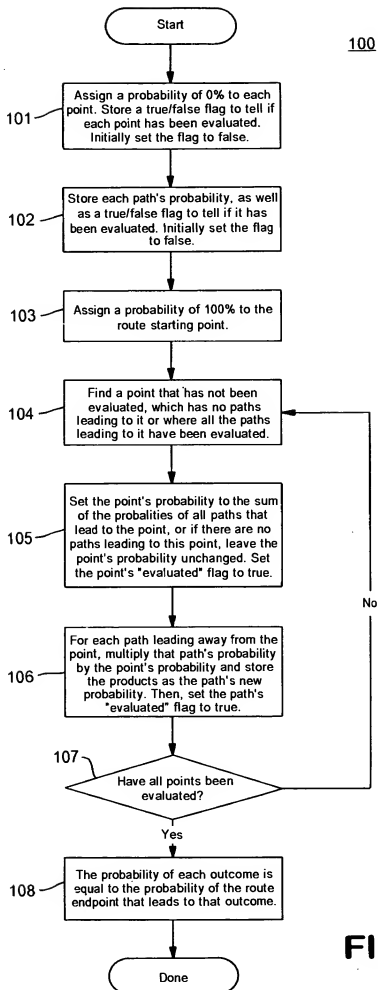 Start
100
101
Assign a probability of 0% to each
point. Store a true/false flag to tell if
each point has been evaluated.
Initially set the flag to false.
102
Store each path's probability, as well
as a true/false flag to tell if it has
been evaluated. Initially set the flag
to false.
103
Assign a probability of 100% to the
route starting point.
104
Find a point that has not been
evaluated, which has no paths
leading to it or where all the paths
leading to it have been evaluated.
105
Set the point's probability to the sum
of the probalities of all paths that
lead to the point, or if there are no
paths leading to this point, leave the
point's probability unchanged. Set
the point's "evaluated" flag to true.
No
106
For each path leading away from the
point, multiply that path's probability
by the point's probability and store
the products as the path's new
probability. Then, set the path's
"evaluated" flag to true.
107
Have all points been
evaluated?
Yes
108
The probability of each outcome is
equal to the probability of the route
endpoint that leads to that outcome.
FI
Done